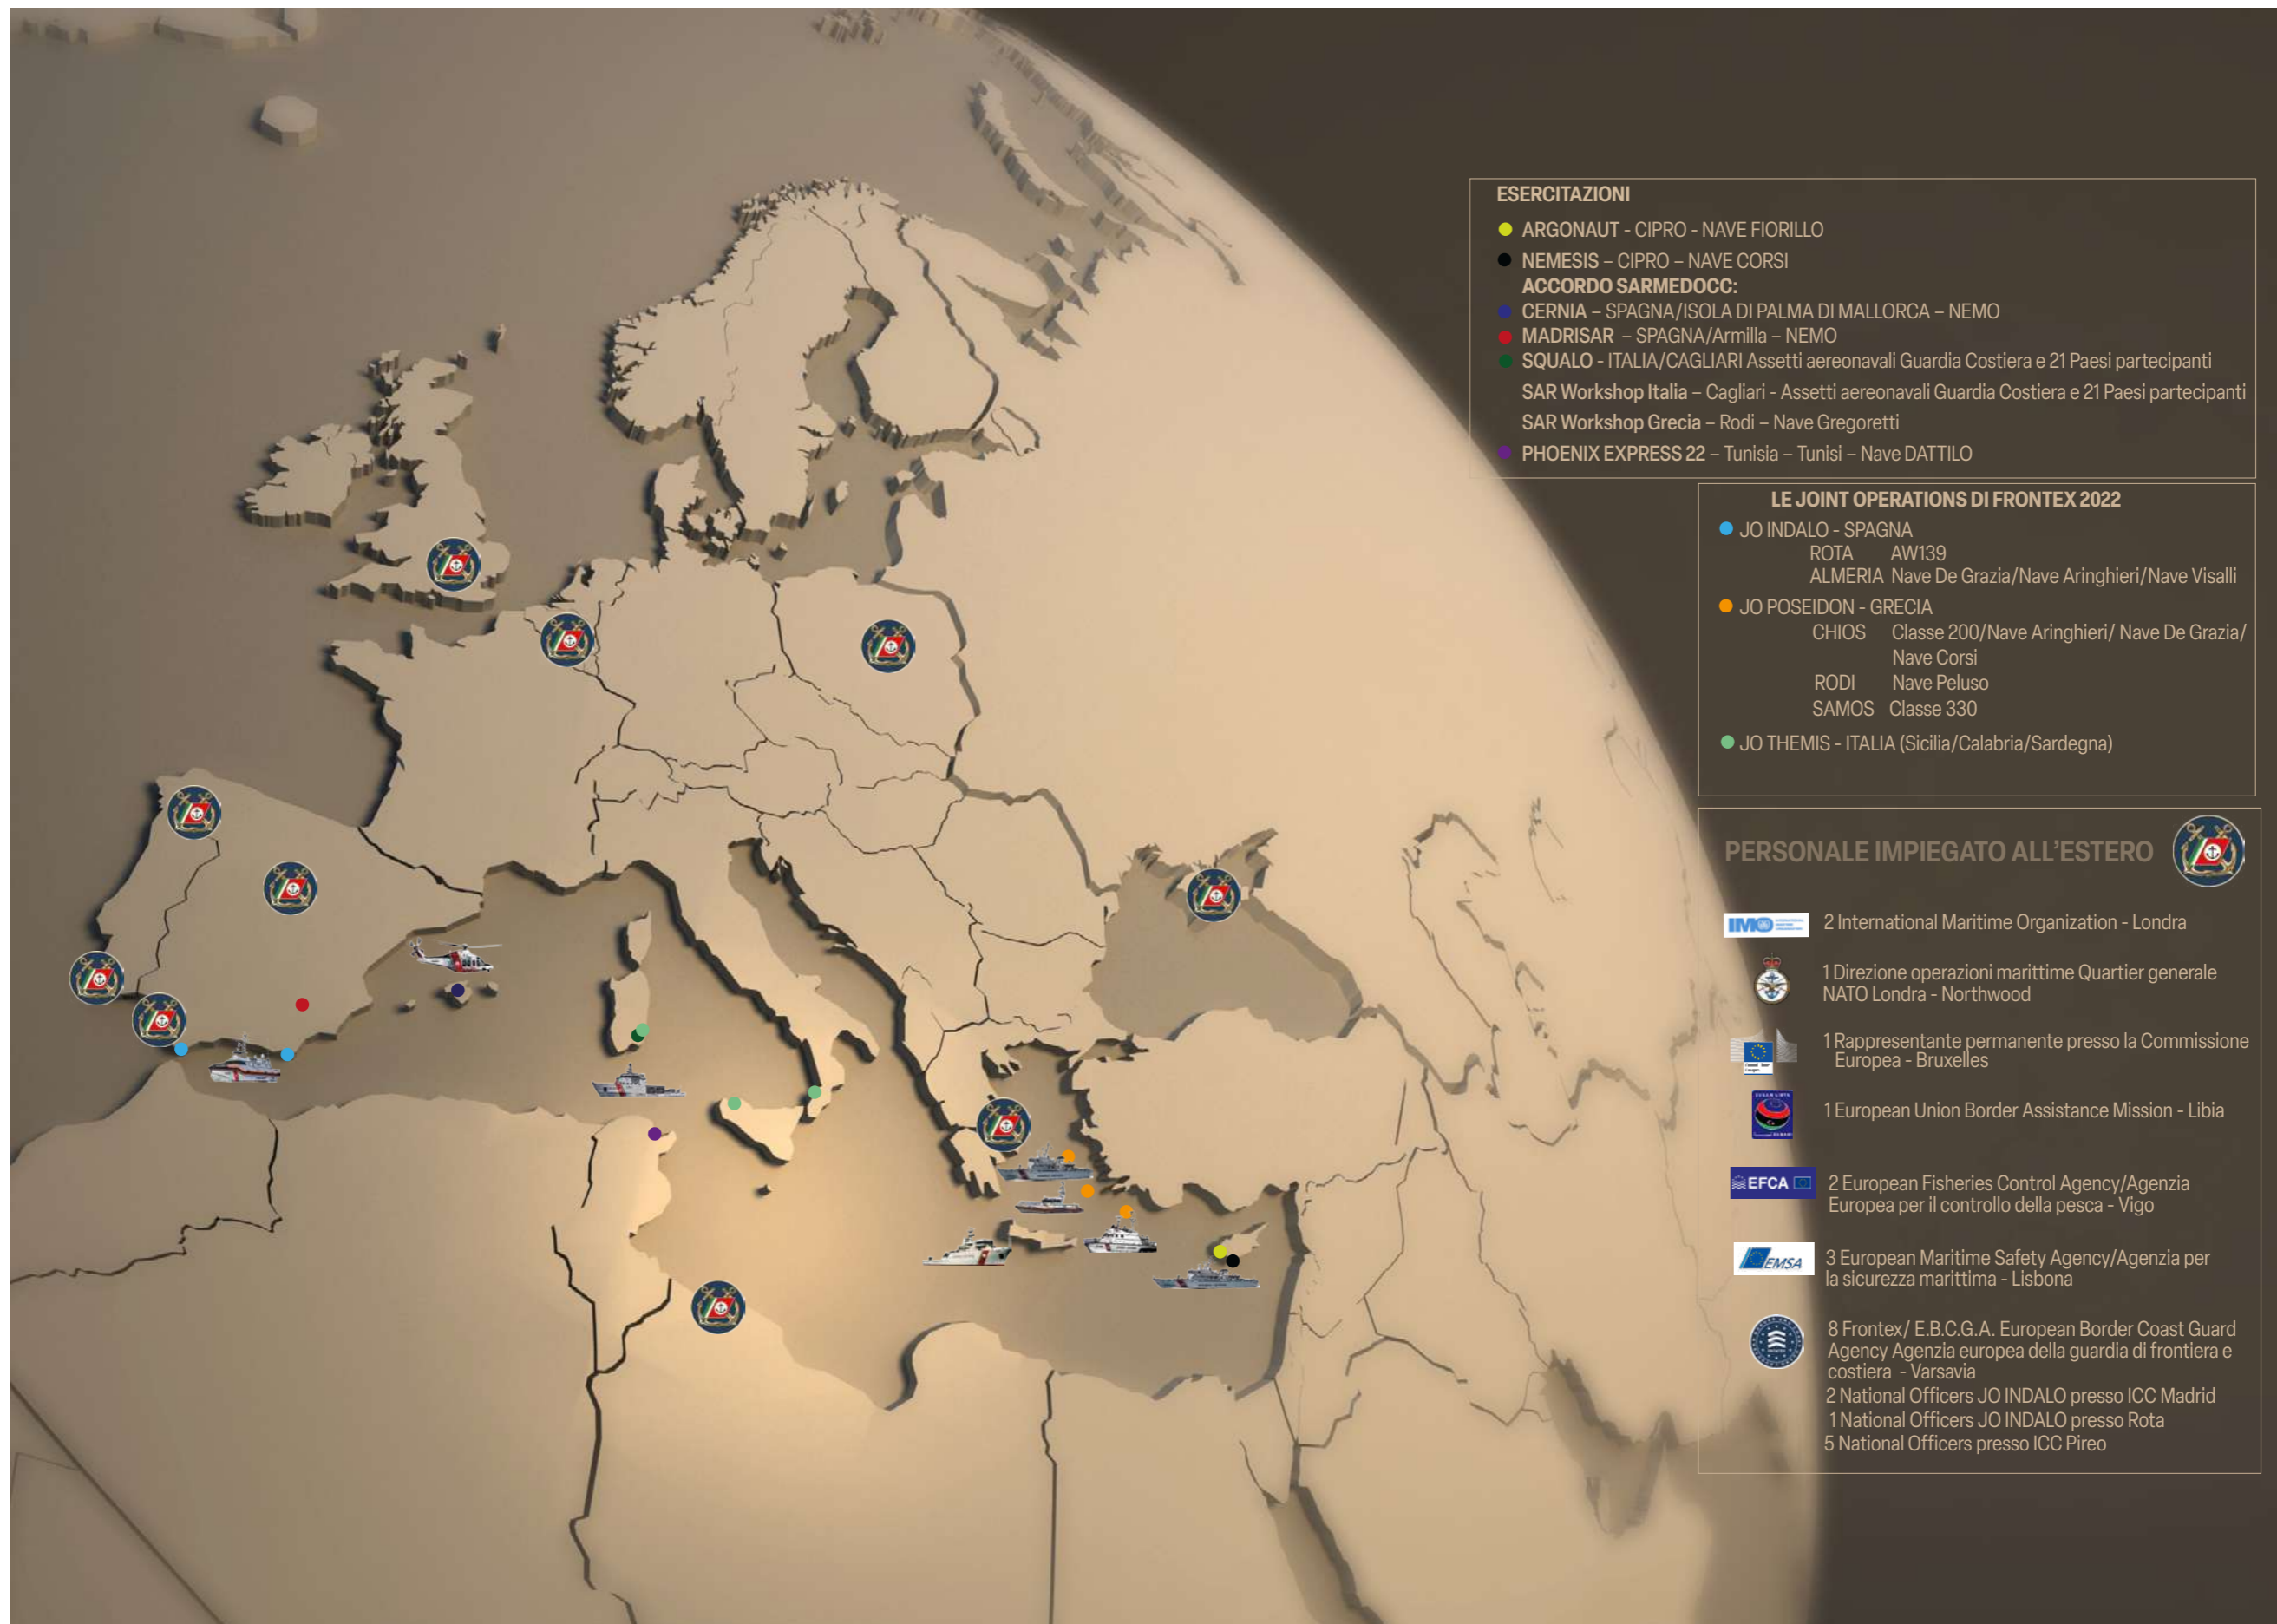 ESERCITAZIONI
ARGONAUT - CIPRO - NAVE FIORILLO
NEMESIS – CIPRO – NAVE CORSI
ACCORDO SARMEDOCC:
CERNIA – SPAGNA/ISOLA DI PALMA DI MALLORCA – NEMO
MADRISAR – SPAGNA/Armilla – NEMO
SQUALO - ITALIA/CAGLIARI Assetti aereonavali Guardia Costiera e 21 Paesi partecipanti
SAR Workshop Italia – Cagliari - Assetti aereonavali Guardia Costiera e 21 Paesi partecipanti
SAR Workshop Grecia – Rodi – Nave Gregoretti
PHOENIX EXPRESS 22 – Tunisia – Tunisi – Nave DATTILO
LE JOINT OPERATIONS DI FRONTEX 2022
JO INDALO - SPAGNA
ROTA AW139
ALMERIA Nave De Grazia/Nave Aringhieri/Nave Visalli
JO POSEIDON - GRECIA
CHIOS Classe 200/Nave Aringhieri/ Nave De Grazia/
Nave Corsi
RODI Nave Peluso
SAMOS Classe 330
JO THEMIS - ITALIA (Sicilia/Calabria/Sardegna)
PERSONALE IMPIEGATO ALL'ESTERO
IMO
2 International Maritime Organization - Londra
1 Direzione operazioni marittime Quartier generale
NATO Londra - Northwood
1 Rappresentante permanente presso la Commissione
Europea - Bruxelles
1 European Union Border Assistance Mission - Libia
EFCA
2 European Fisheries Control Agency/Agenzia
Europea per il controllo della pesca - Vigo
EMSA
3 European Maritime Safety Agency/Agenzia per
la sicurezza marittima - Lisbona
8 Frontex/ E.B.C.G.A. European Border Coast Guard
Agency Agenzia europea della guardia di frontiera e
costiera - Varsavia
2 National Officers JO INDALO presso ICC Madrid
1 National Officers JO INDALO presso Rota
5 National Officers presso ICC Pireo